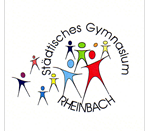 Städtisches Gymnasium
RHEINBACH